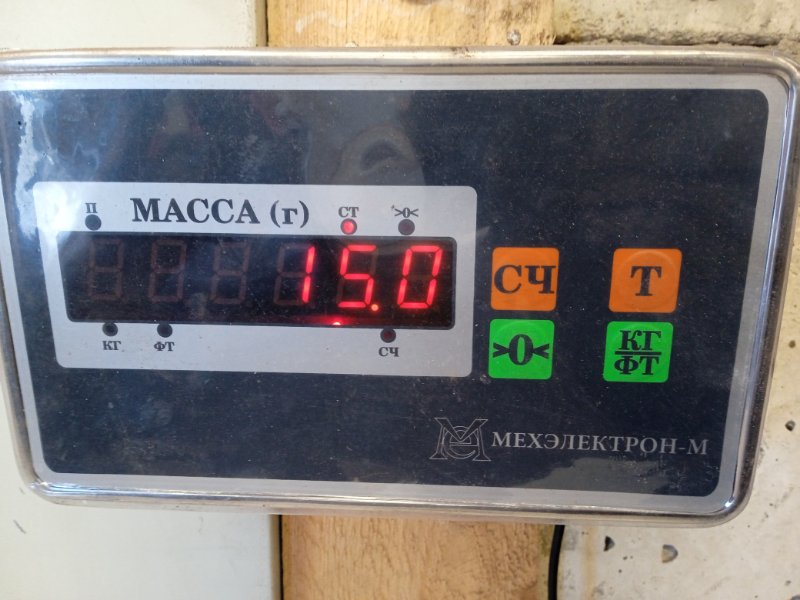 П МАССА (г) СТ >0<
15.0
КГ ФТ СЧ
СЧ Т
>0< КГ/ФТ
МЕХЭЛЕКТРОН-М